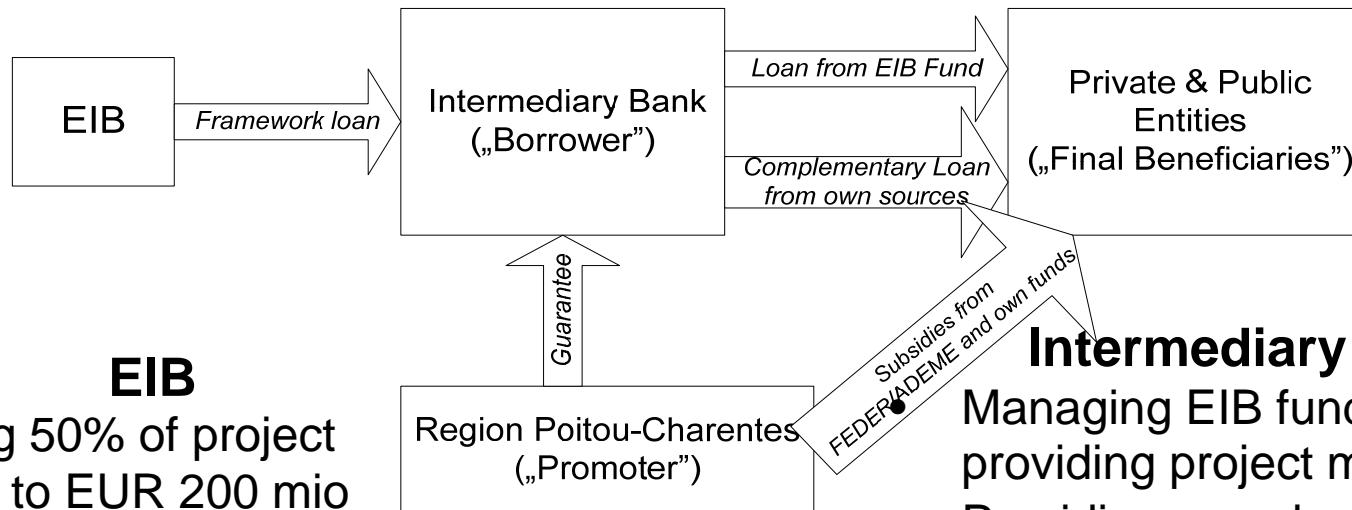 EIB
Framework loan
Intermediary Bank
(„Borrower”)
Loan from EIB Fund
Complementary Loan
from own sources
Private & Public
Entities
(„Final Beneficiaries”)
Guarantee
Subsidies from
FEDER/ADEME and own funds
Region Poitou-Charentes
(„Promoter”)
EIB
50% of project
to EUR 200 mio
Intermediary
Managing EIB
providing project